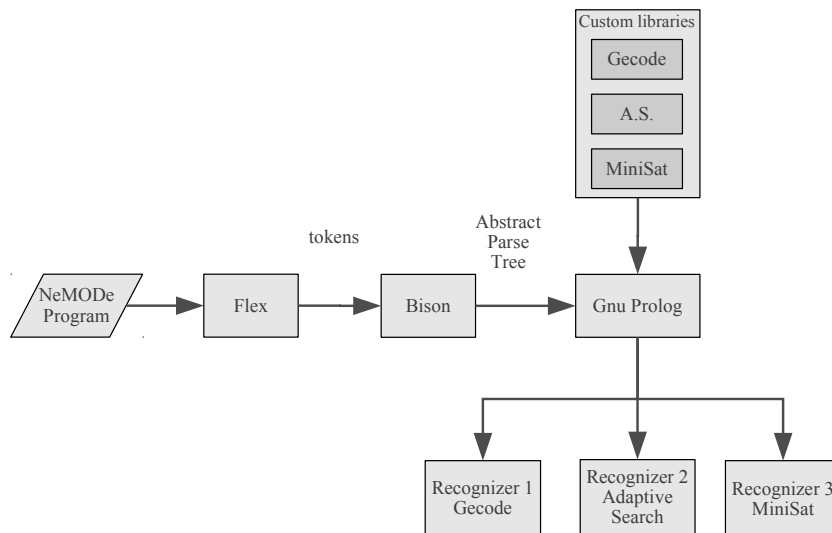 Custom libraries
Gecode
A.S.
MiniSat
tokens
Abstract
Parse
Tree
NeMODe
Program
Flex
Bison
Gnu Prolog
Recognizer 1
Gecode
Recognizer 2
Adaptive
Search
Recognizer 3
MiniSat